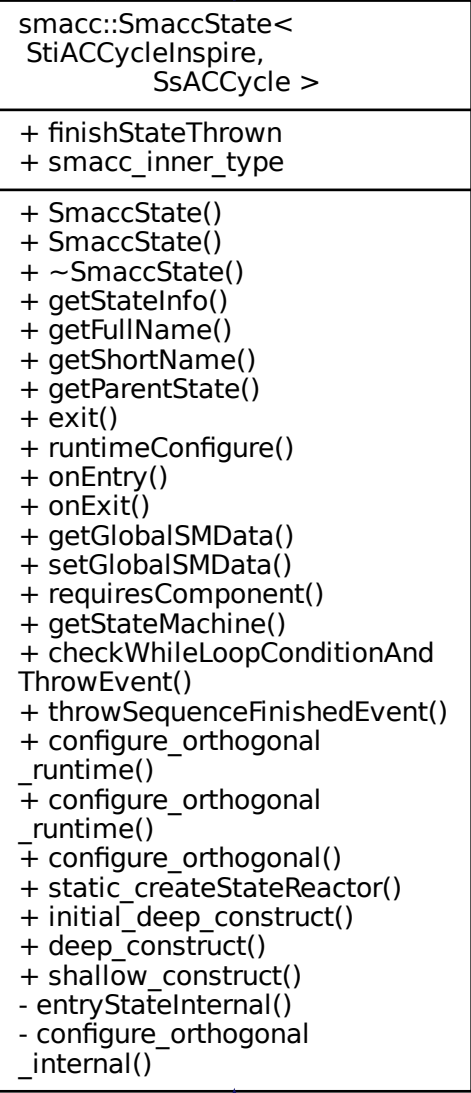 smacc::SmaccState<
StiACCycleInspire,
SsACCycle >
+ finishStateThrown
+ smacc_inner_type
+ SmaccState()
+ SmaccState()
+ ~SmaccState()
+ getStateInfo()
+ getFullName()
+ getShortName()
+ getParentState()
+ exit()
+ runtimeConfigure()
+ onEntry()
+ onExit()
+ getGlobalSMData()
+ setGlobalSMData()
+ requiresComponent()
+ getStateMachine()
+ checkWhileLoopConditionAnd
ThrowEvent()
+ throwSequenceFinishedEvent()
+ configure_orthogonal
_runtime()
+ configure_orthogonal
_runtime()
+ configure_orthogonal()
+ static_createStateReactor()
+ initial_deep_construct()
+ deep_construct()
+ shallow_construct()
- entryStateInternal()
- configure_orthogonal
_internal()